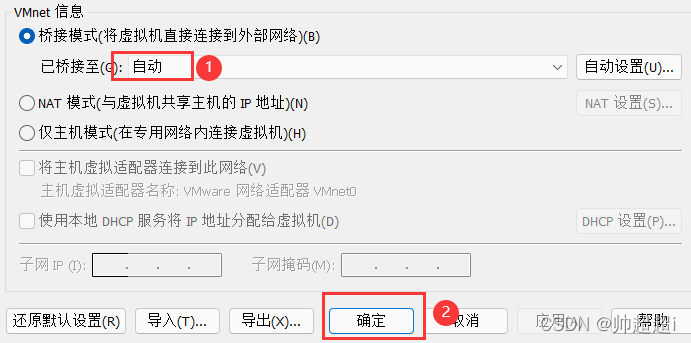 VMnet 信息
桥接模式(将虚拟机直接连接到外部网络)(B)
已桥接至(G): 自动 1 自动设置(U)...
NAT 模式(与虚拟机共享主机的 IP 地址)(N) NAT 设置(S)...
仅主机模式(在专用网络内连接虚拟机)(H)
将主机虚拟适配器连接到此网络(V)
主机虚拟适配器名称: VMware 网络适配器 VMnet0
使用本地 DHCP 服务将 IP 地址分配给虚拟机(D) DHCP 设置(P)...
子网 IP (I): . . . 子网掩码(M): . . .
2
还原默认设置(R) 导入(T)... 导出(X)... 确定 取消 应用(A) 帮助
CSDN @帅超超i